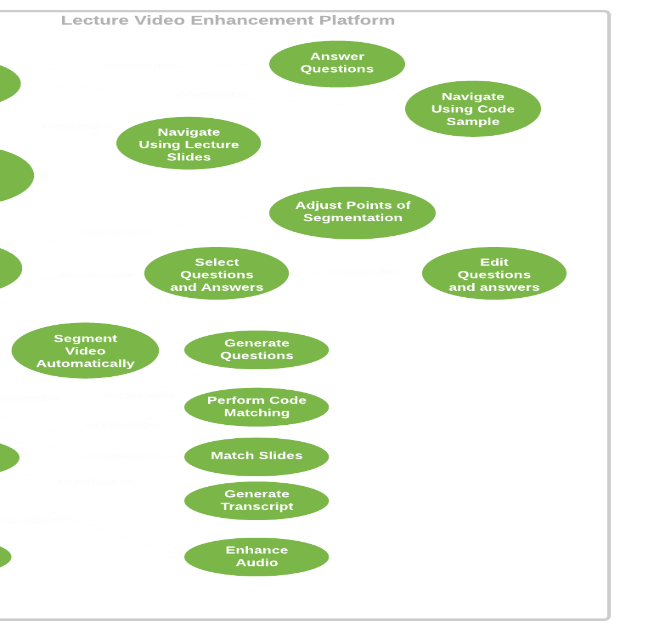 Lecture Video Enhancement Platform
Answer
Questions
Navigate
Using Code
Sample
Navigate
Using Lecture
Slides
Adjust Points of
Segmentation
Select
Questions
and Answers
Edit
Questions
and answers
Segment
Video
Automatically
Generate
Questions
Perform Code
Matching
Match Slides
Generate
Transcript
Enhance
Audio